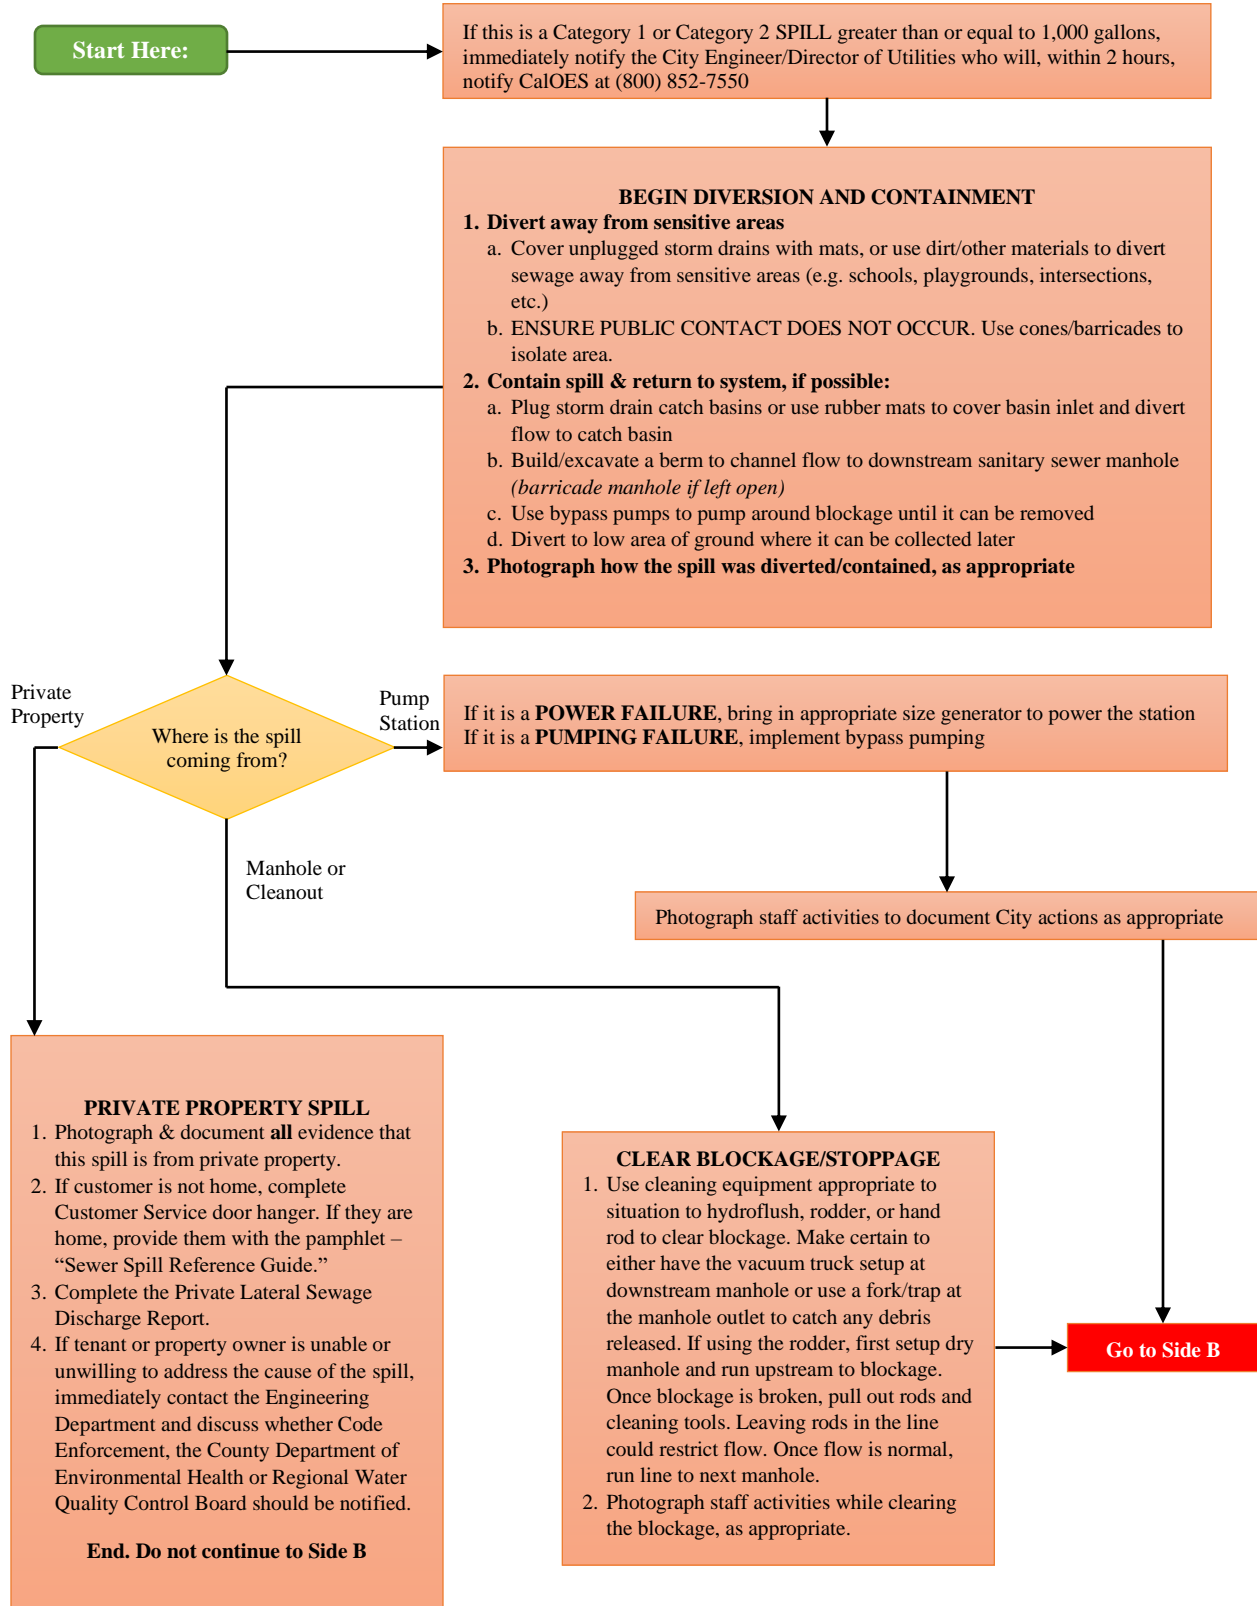 Start Here:
If this is a Category 1 or Category 2 SPILL greater than or equal to 1,000 gallons,
immediately notify the City Engineer/Director of Utilities who will, within 2 hours,
notify CalOES at (800) 852-7550
BEGIN DIVERSION AND CONTAINMENT
1. Divert away from sensitive areas
a. Cover unplugged storm drains with mats, or use dirt/other materials to divert
sewage away from sensitive areas (e.g. schools, playgrounds, intersections,
etc.)
b. ENSURE PUBLIC CONTACT DOES NOT OCCUR. Use cones/barricades to
isolate area.
2. Contain spill & return to system, if possible:
a. Plug storm drain catch basins or use rubber mats to cover basin inlet and divert
flow to catch basin
b. Build/excavate a berm to channel flow to downstream sanitary sewer manhole
(barricade manhole if left open)
c. Use bypass pumps to pump around blockage until it can be removed
d. Divert to low area of ground where it can be collected later
3. Photograph how the spill was diverted/contained, as appropriate
Private
Property
Where is the spill
coming from?
Pump
Station
If it is a POWER FAILURE, bring in appropriate size generator to power the station
If it is a PUMPING FAILURE, implement bypass pumping
Manhole or
Cleanout
Photograph staff activities to document City actions as appropriate
PRIVATE PROPERTY SPILL
1. Photograph & document all evidence that
this spill is from private property.
2. If customer is not home, complete
Customer Service door hanger. If they are
home, provide them with the pamphlet –
“Sewer Spill Reference Guide.”
3. Complete the Private Lateral Sewage
Discharge Report.
4. If tenant or property owner is unable or
unwilling to address the cause of the spill,
immediately contact the Engineering
Department and discuss whether Code
Enforcement, the County Department of
Environmental Health or Regional Water
Quality Control Board should be notified.
End. Do not continue to Side B
CLEAR BLOCKAGE/STOPPAGE
1. Use cleaning equipment appropriate to
situation to hydroflush, rodder, or hand
rod to clear blockage. Make certain to
either have the vacuum truck setup at
downstream manhole or use a fork/trap at
the manhole outlet to catch any debris
released. If using the rodder, first setup dry
manhole and run upstream to blockage.
Once blockage is broken, pull out rods and
cleaning tools. Leaving rods in the line
could restrict flow. Once flow is normal,
run line to next manhole.
2. Photograph staff activities while clearing
the blockage, as appropriate.
Go to Side B